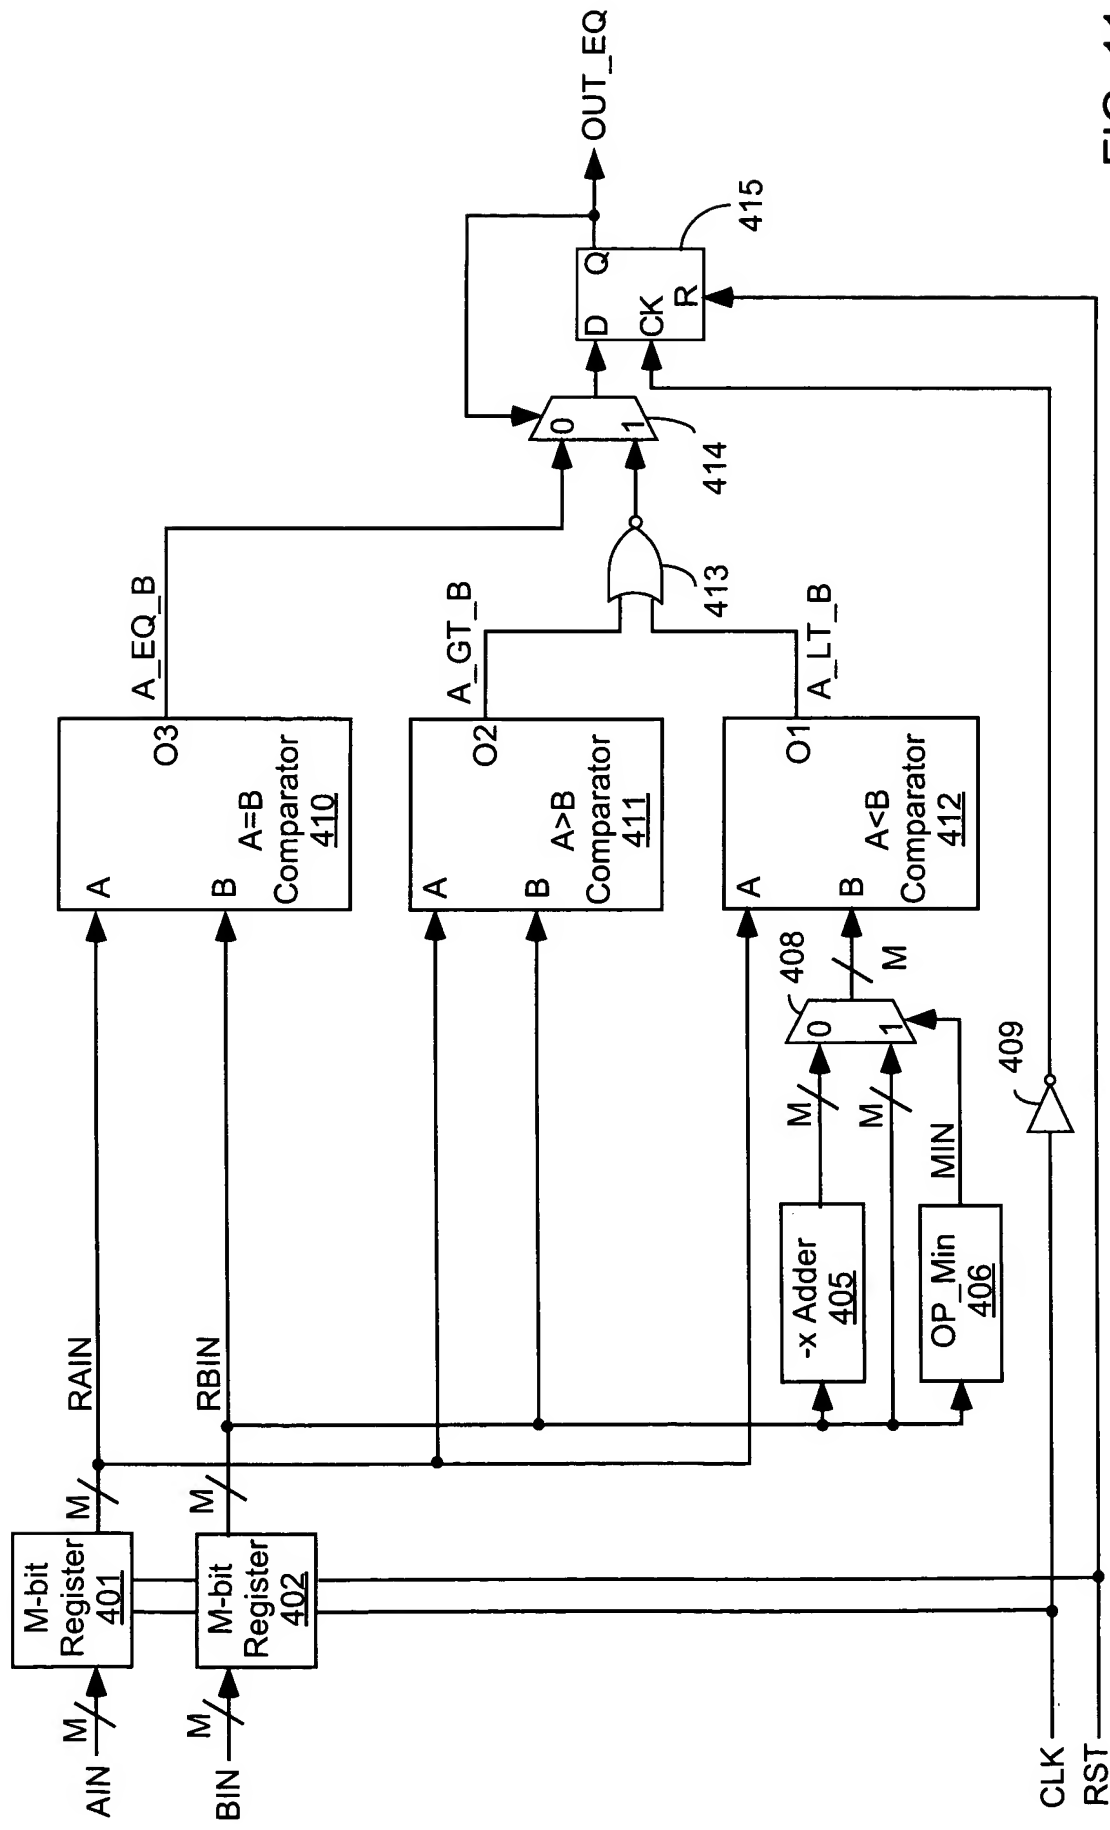 AIN
M
M-bit
Register
401
M
RAIN
BIN
M
M-bit
Register
402
M
RBIN
A
B
O3
A=B
Comparator
410
A_EQ_B
A
B
O2
A>B
Comparator
411
A_GT_B
A
B
O1
A<B
Comparator
412
A_LT_B
-x Adder
405
M
M
OP_Min
406
MIN
0
1
408
M
409
413
0
1
414
D
Q
CK
R
415
OUT_EQ
CLK
RST